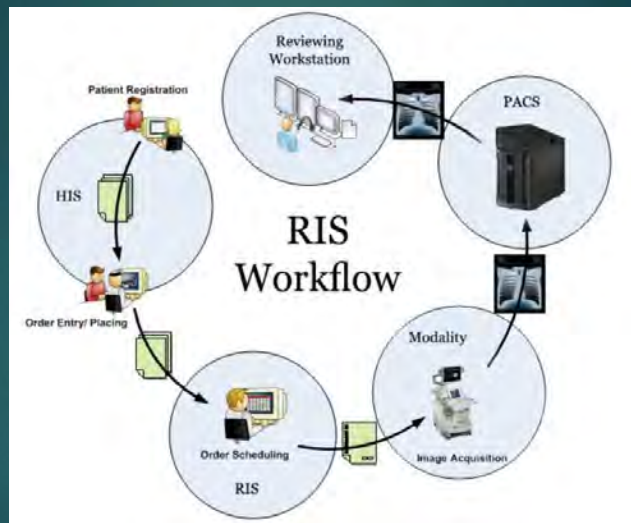 Reviewing
Workstation
Patient Registration
PACS
HIS
RIS
Workflow
Order Entry/ Placing
Modality
Order Scheduling
Image Acquisition
RIS